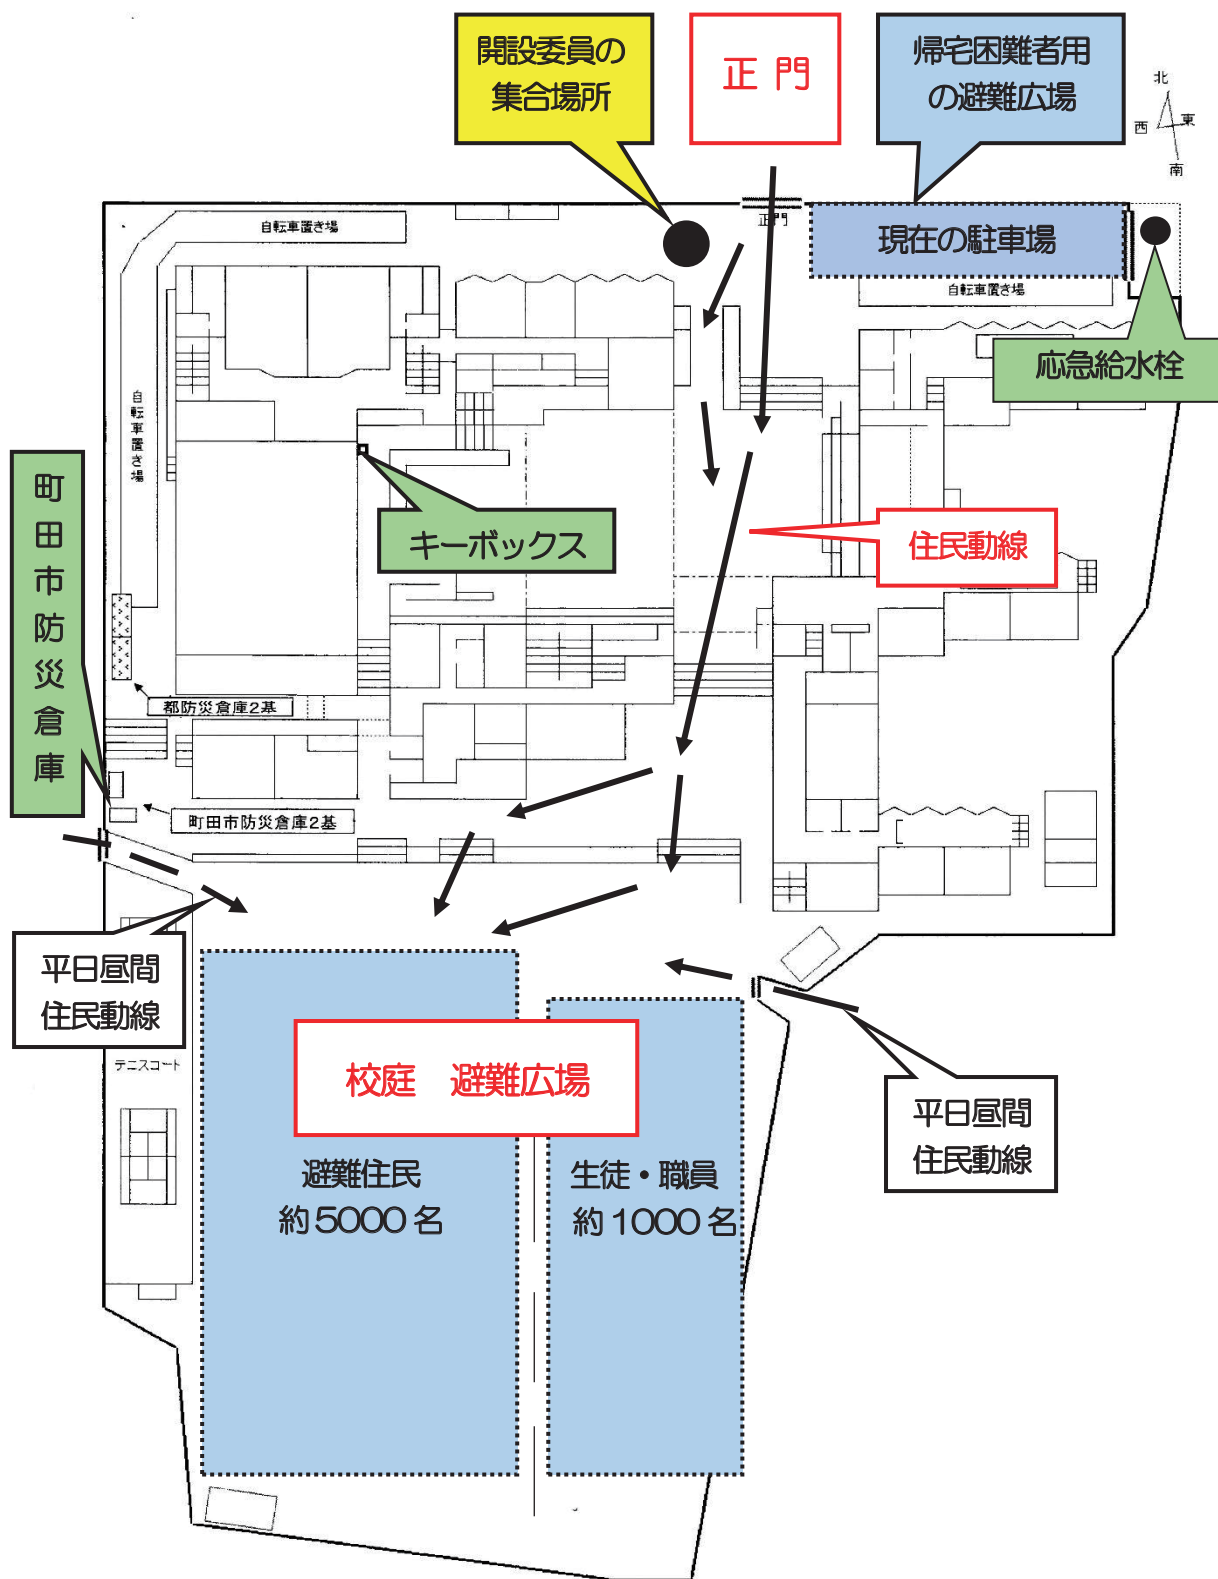 開設委員の
集合場所
正門
帰宅困難者用
の避難広場
北
西
東
南
自転車置き場
正門
現在の駐車場
自転車置き場
応急給水栓
自転車置き場
町田市防災倉庫
キーボックス
住民動線
都防災倉庫2基
町田市防災倉庫2基
平日昼間
住民動線
テニスコート
校庭 避難広場
避難住民
約5000名
生徒・職員
約1000名
平日昼間
住民動線